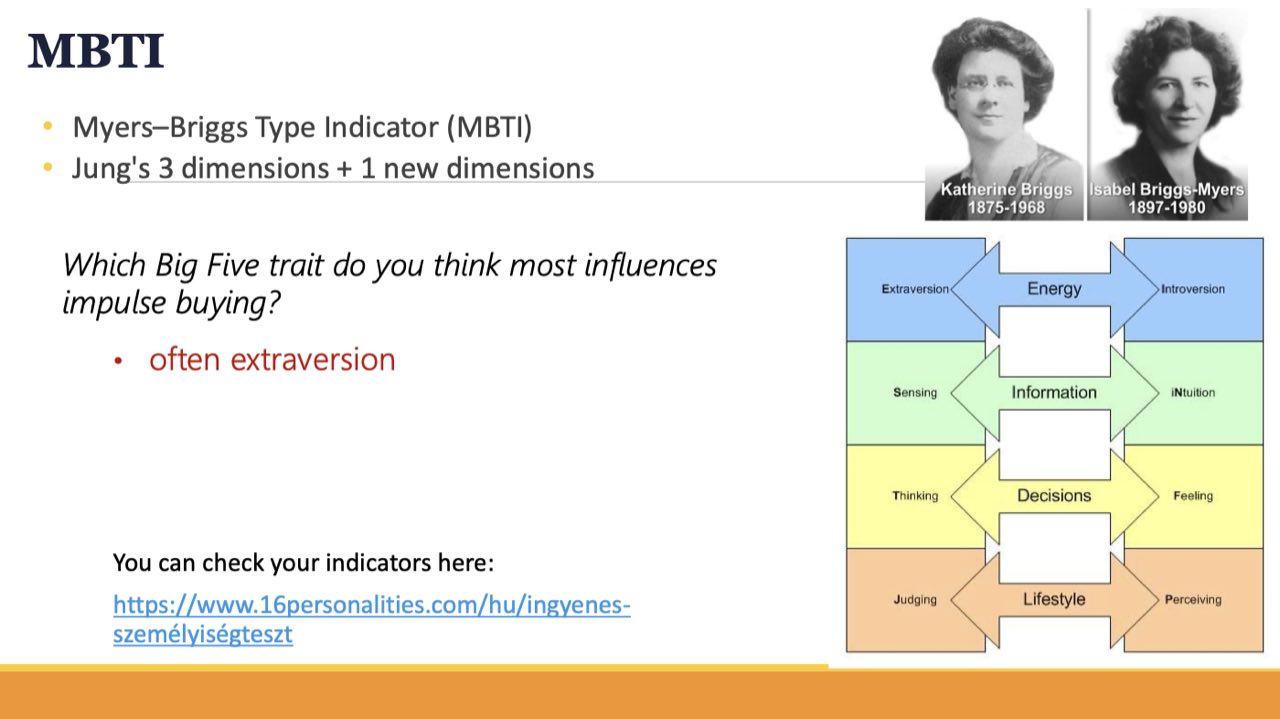 MBTI
• Myers–Briggs Type Indicator (MBTI)
• Jung's 3 dimensions + 1 new dimensions
Katherine Briggs
1875-1968
Isabel Briggs-Myers
1897-1980
Which Big Five trait do you think most influences
impulse buying?
• often extraversion
Extraversion
Energy
Introversion
Sensing
Information
iNtuition
Thinking
Decisions
Feeling
Judging
Lifestyle
Perceiving
You can check your indicators here:
https://www.16personalities.com/hu/ingyenes-
személyiségteszt